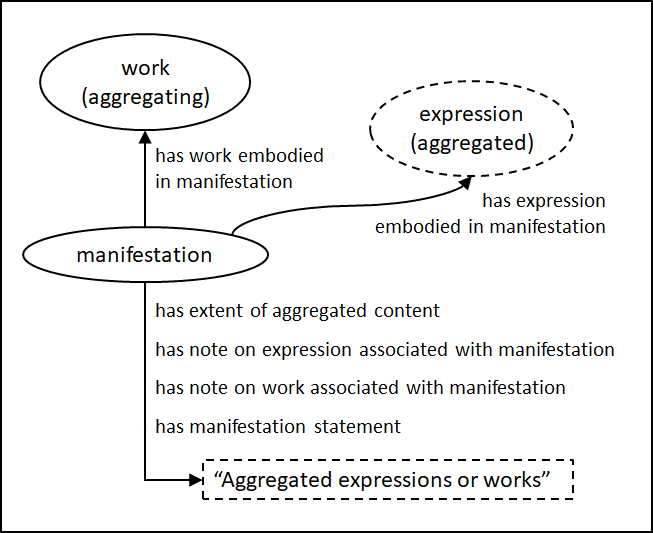 work
(aggregating)
expression
(aggregated)
has work embodied
in manifestation
has expression
embodied in manifestation
manifestation
has extent of aggregated content
has note on expression associated with manifestation
has note on work associated with manifestation
has manifestation statement
“Aggregated expressions or works”